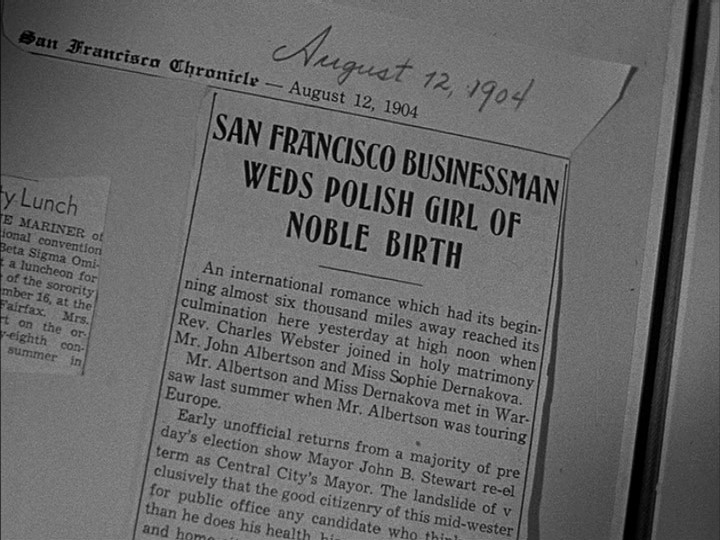 San Francisco Chronicle — August 12, 1904
August 12, 1904
SAN FRANCISCO BUSINESSMAN
WEDS POLISH GIRL OF
NOBLE BIRTH
An international romance which had its begin-
ning almost six thousand miles away reached its
culmination here yesterday at high noon when
Rev. Charles Webster joined in holy matrimony
Mr. John Albertson and Miss Sophie Dernakova.
Mr. Albertson and Miss Dernakova met in War-
saw last summer when Mr. Albertson was touring
Europe.
Early unofficial returns from a majority of pre
day's election show Mayor John B. Stewart re-el
term as Central City's Mayor. The landslide of v
clusively that the good citizenry of this mid-wester
for public office any candidate who think
than he does his health, his
and home
ty Lunch
E MARINER of
ional convention
Beta Sigma Omi-
t a luncheon for
of the sorority
mber 16, at the
Fairfax, Mrs.
rt on the or-
y-eighth con-
summer in